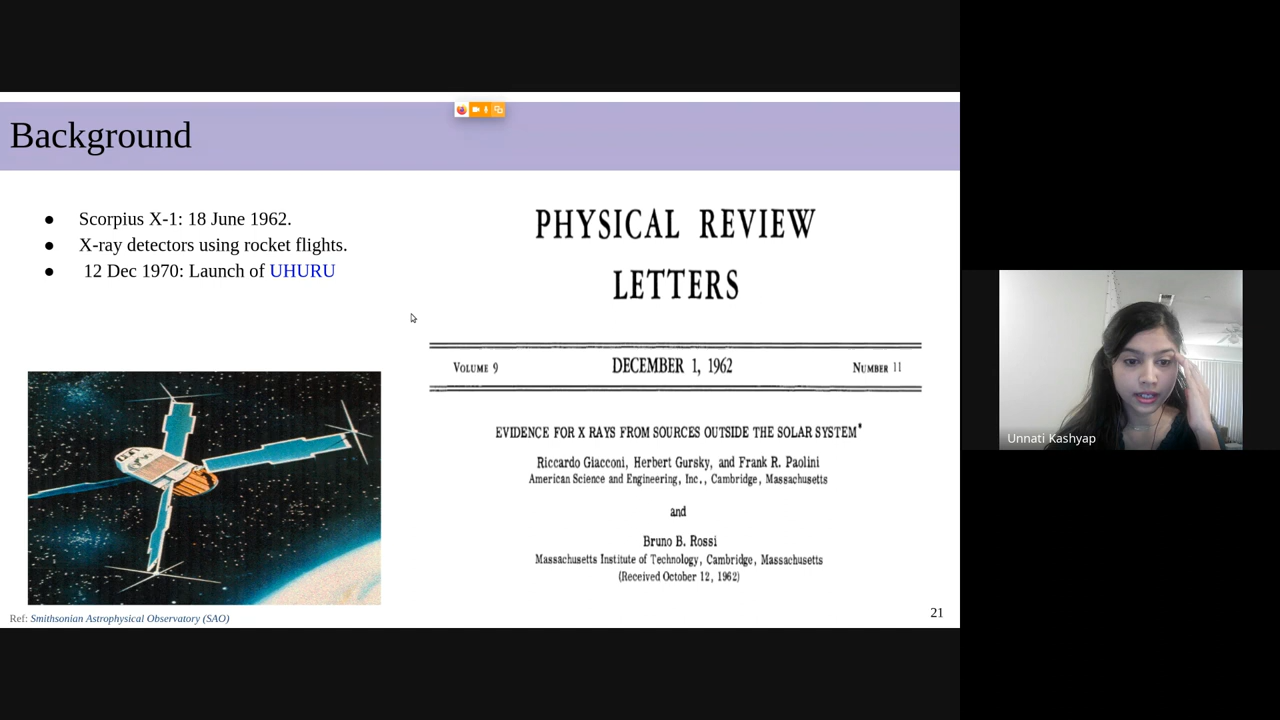 Background
● Scorpius X-1: 18 June 1962.
● X-ray detectors using rocket flights.
● 12 Dec 1970: Launch of UHURU
Ref: Smithsonian Astrophysical Observatory (SAO)
PHYSICAL REVIEW
LETTERS
VOLUME 9 DECEMBER 1, 1962 NUMBER 11
EVIDENCE FOR X RAYS FROM SOURCES OUTSIDE THE SOLAR SYSTEM*
Riccardo Giacconi, Herbert Gursky, and Frank R. Paolini
American Science and Engineering, Inc., Cambridge, Massachusetts
and
Bruno B. Rossi
Massachusetts Institute of Technology, Cambridge, Massachusetts
(Received October 12, 1962)
21
Unnati Kashyap